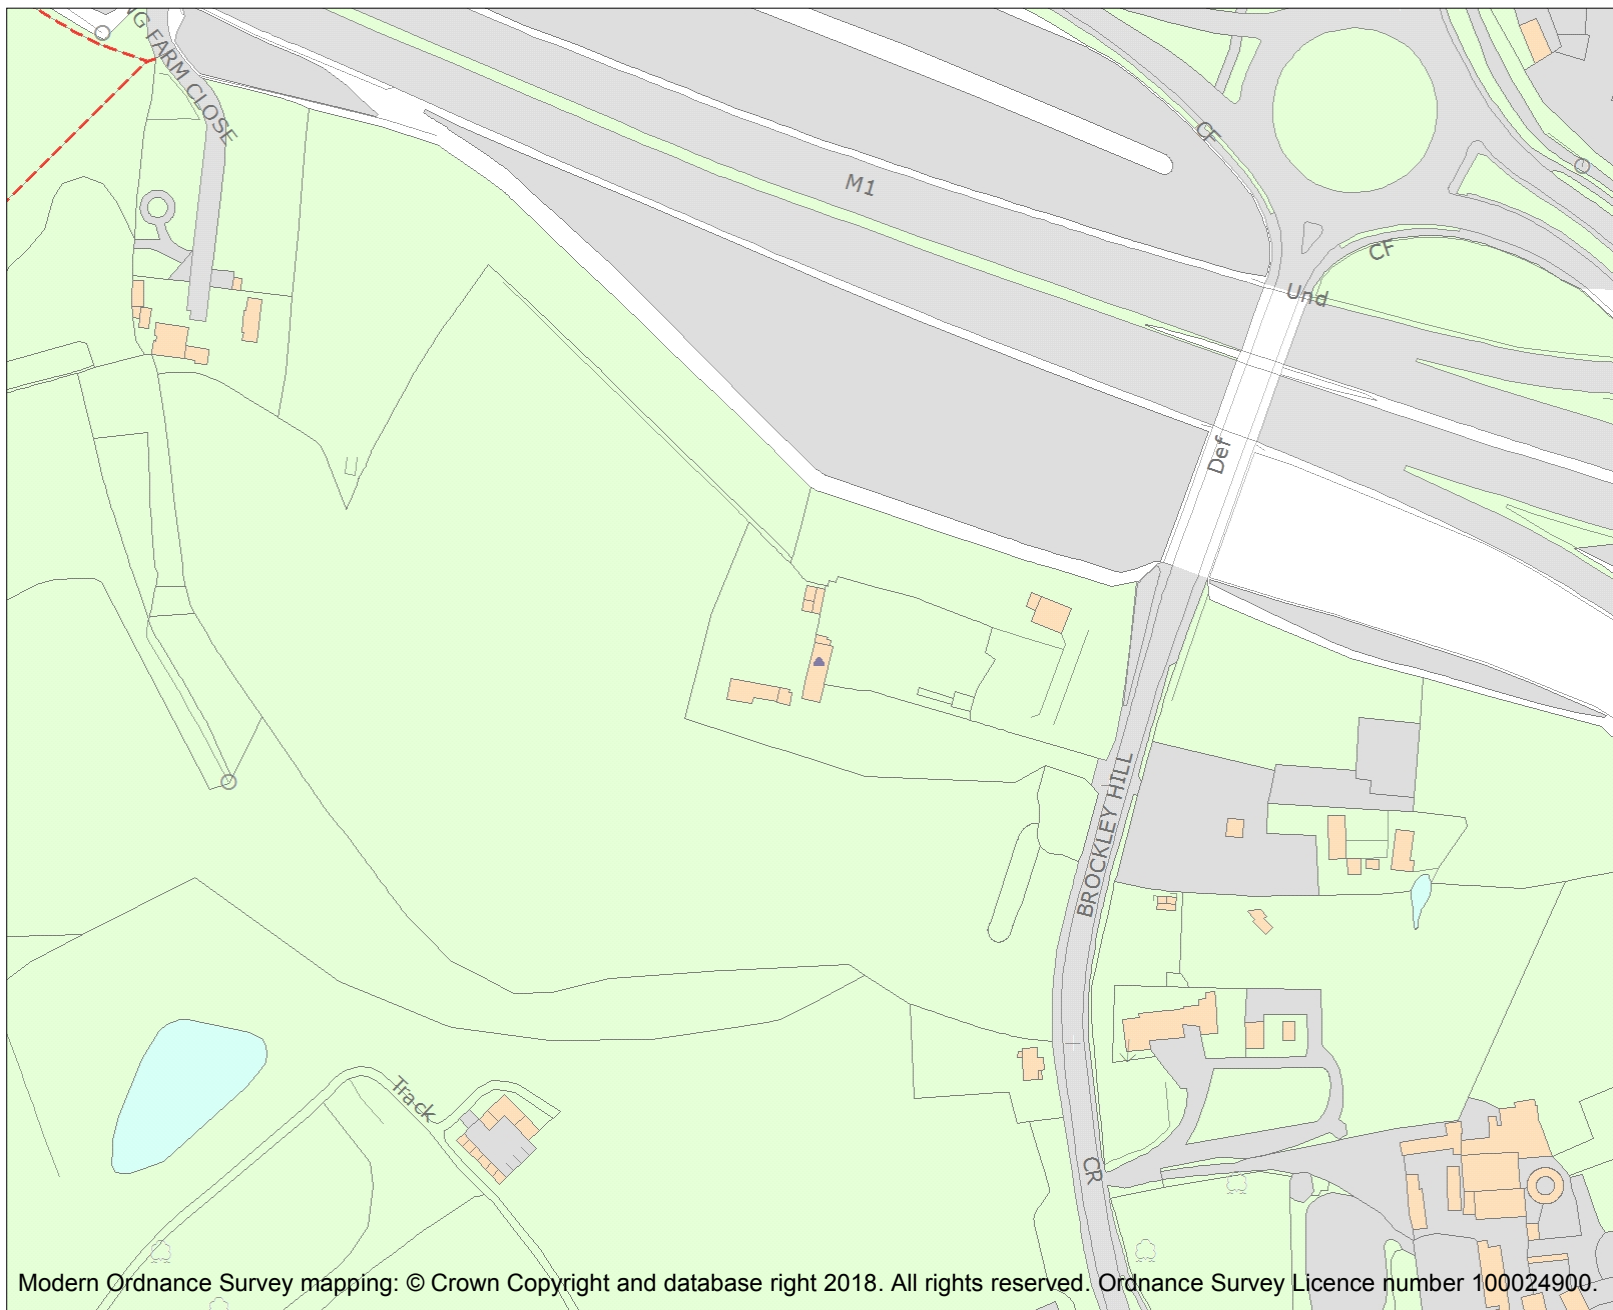 NG FARM CLOSE
CF
M1
CF
Und
Def
BROCKLEY HILL
Track
CR
Modern Ordnance Survey mapping: © Crown Copyright and database right 2018. All rights reserved. Ordnance Survey Licence number 100024900.